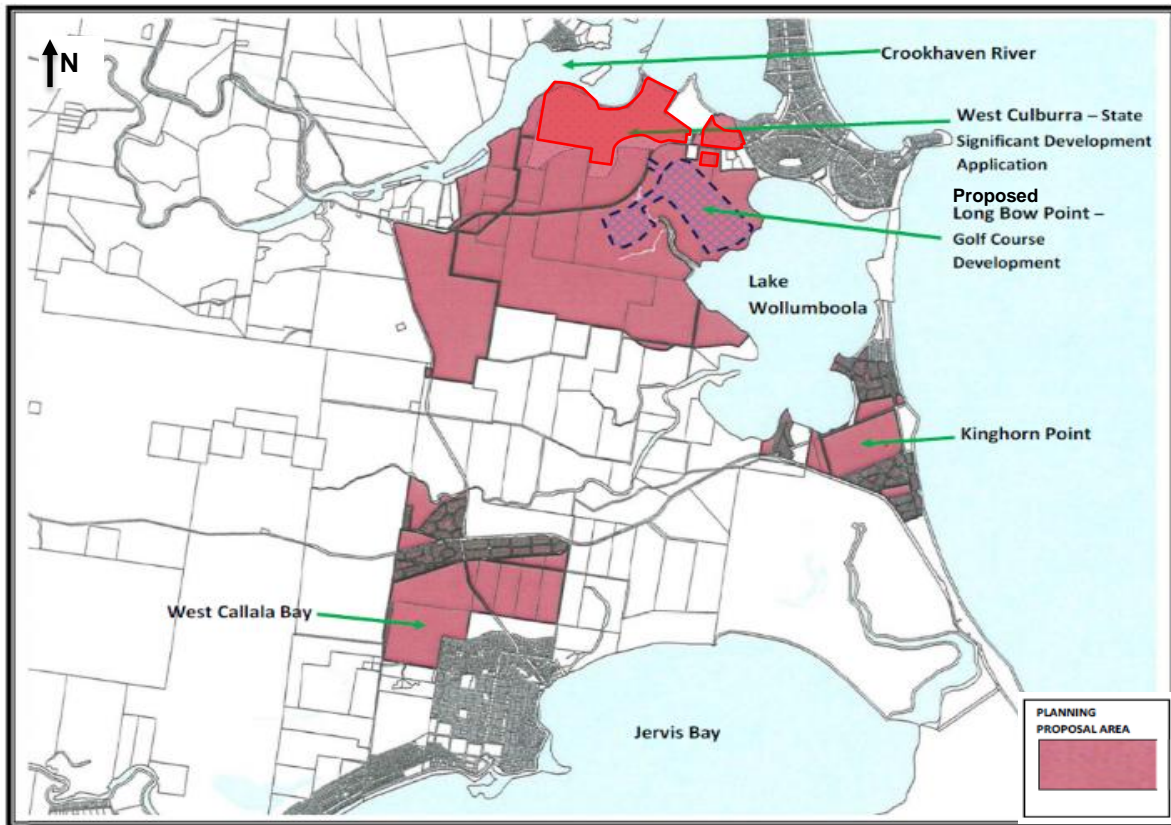 N
Crookhaven River
West Culburra – State
Significant Development
Application
Proposed
Long Bow Point –
Golf Course
Development
Lake
Wollumboola
Kinghorn Point
West Callala Bay
Jervis Bay
PLANNING
PROPOSAL AREA